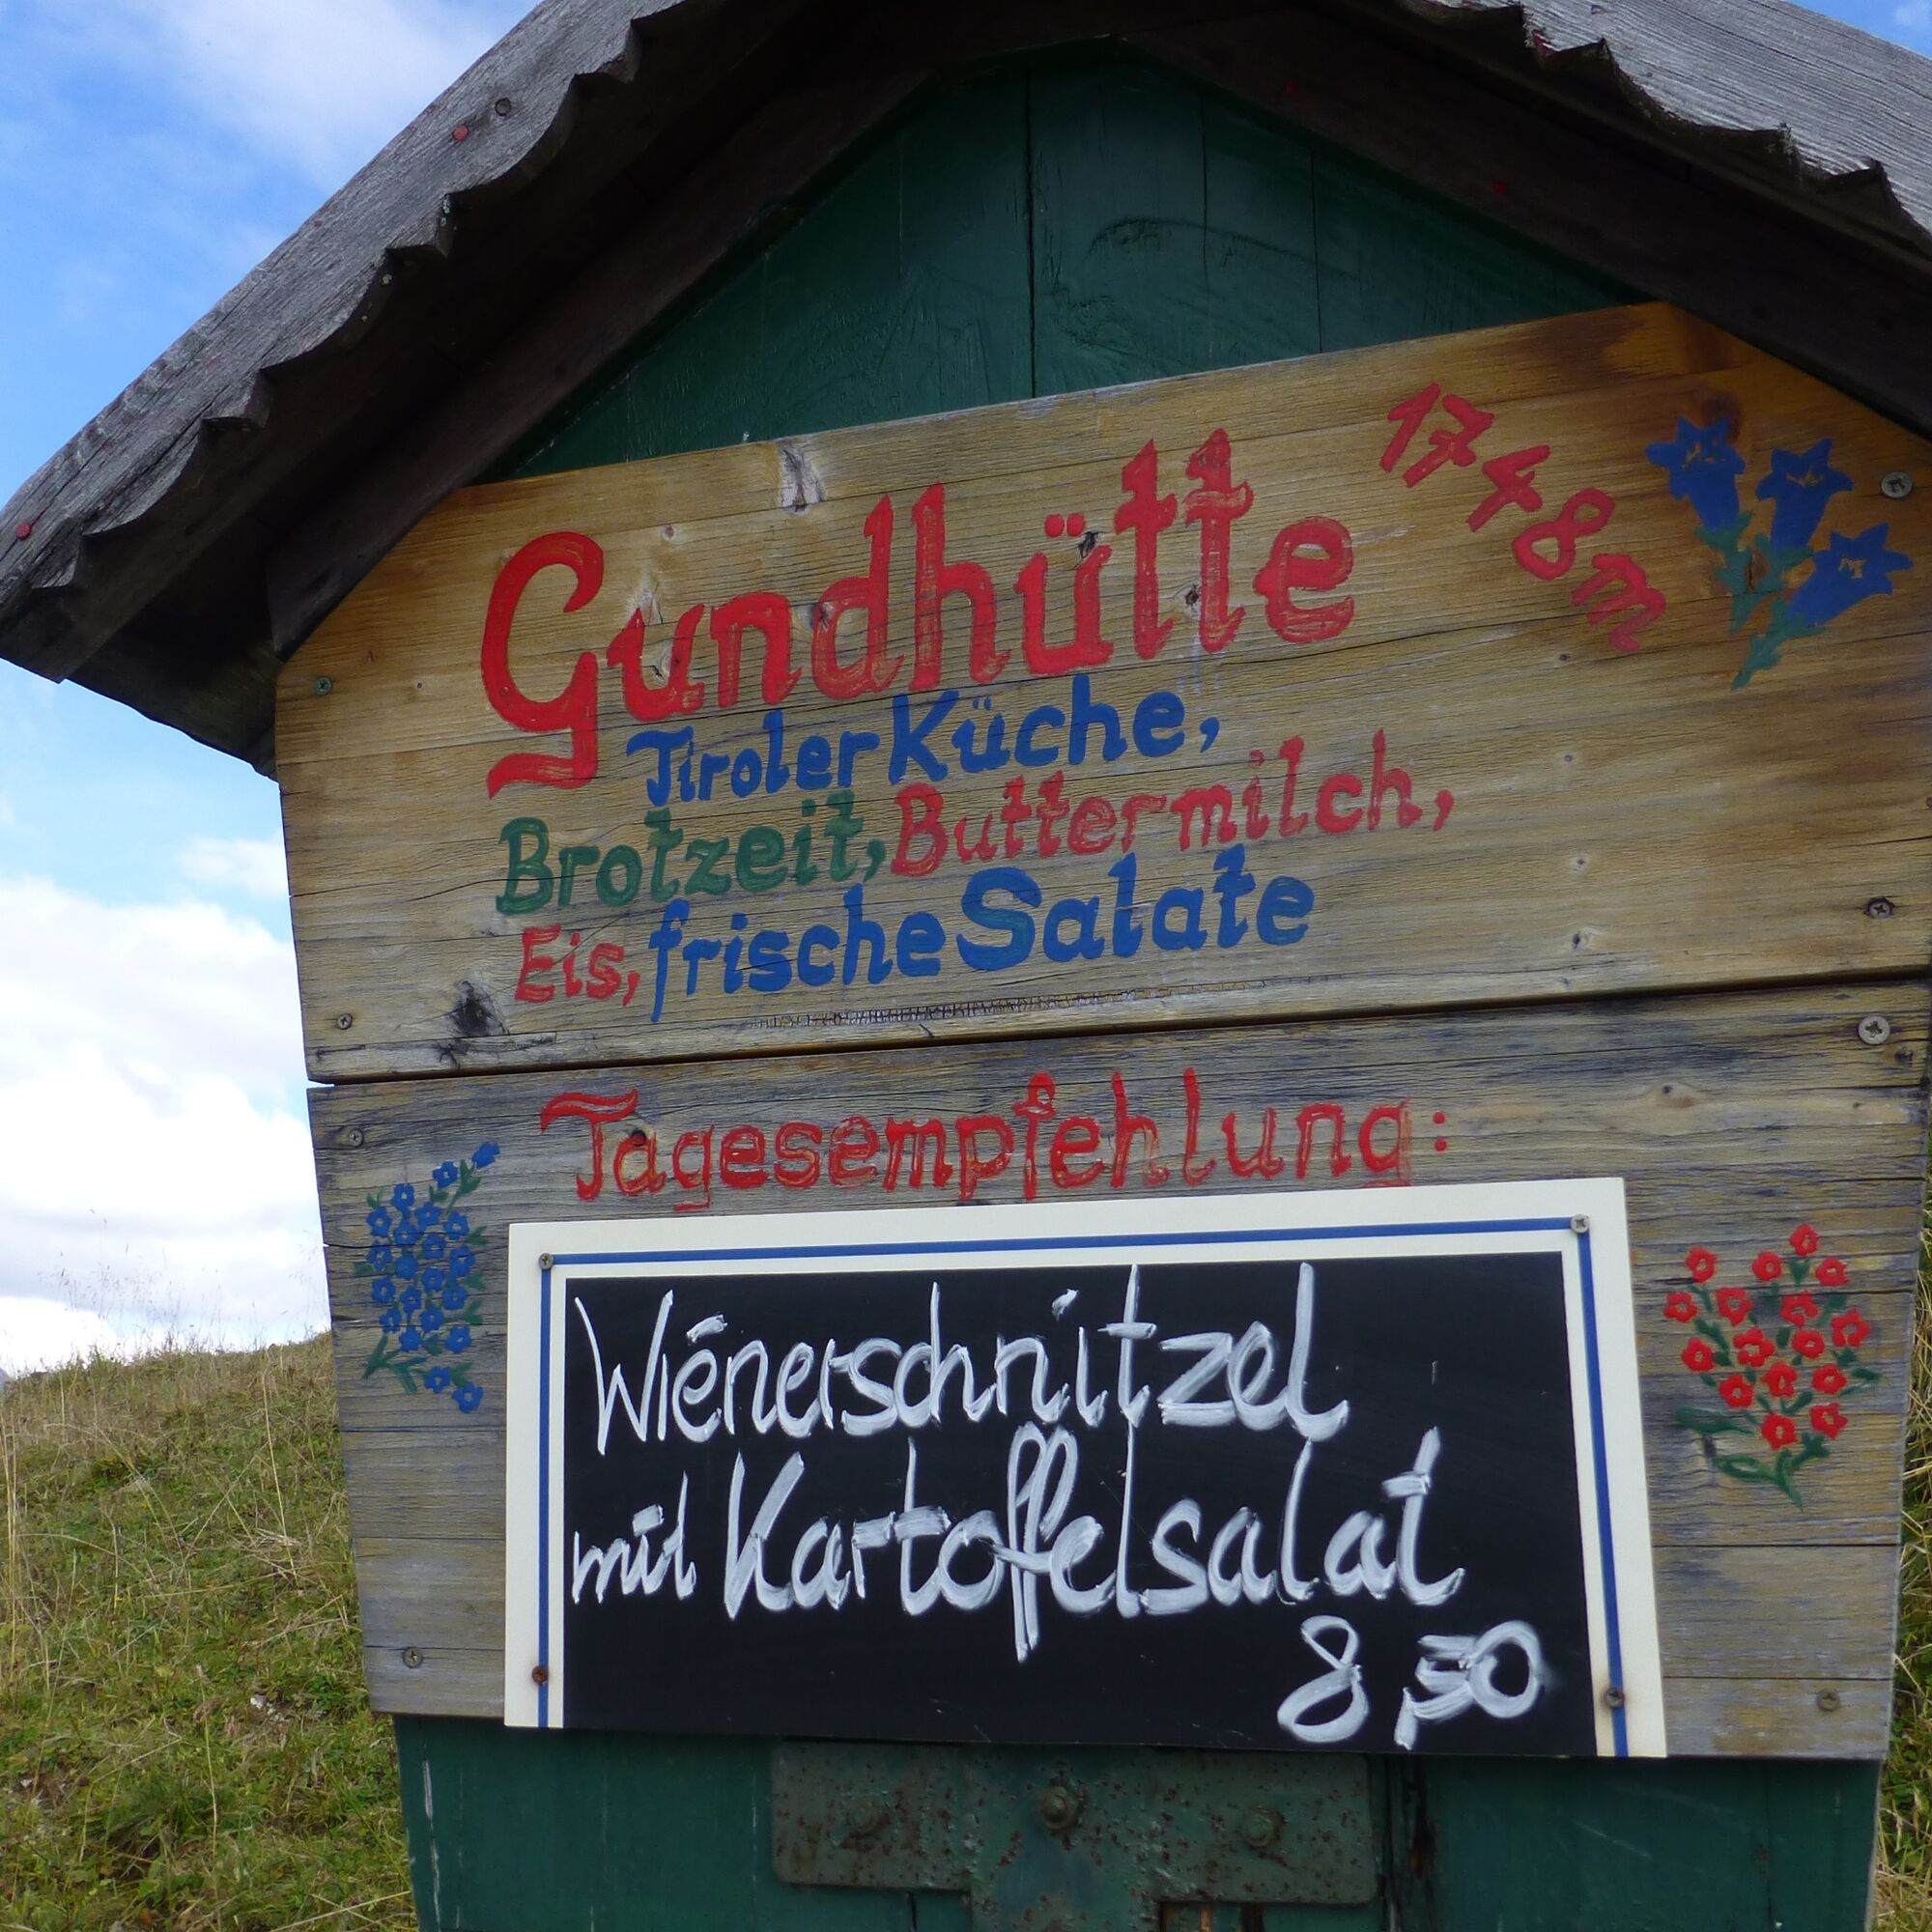 Gundhütte 1748m
Tiroler Küche,
Brotzeit, Buttermilch,
Eis, frische Salate
Tagesempfehlung:
Wienerschnitzel
mit Kartoffelsalat
8,50